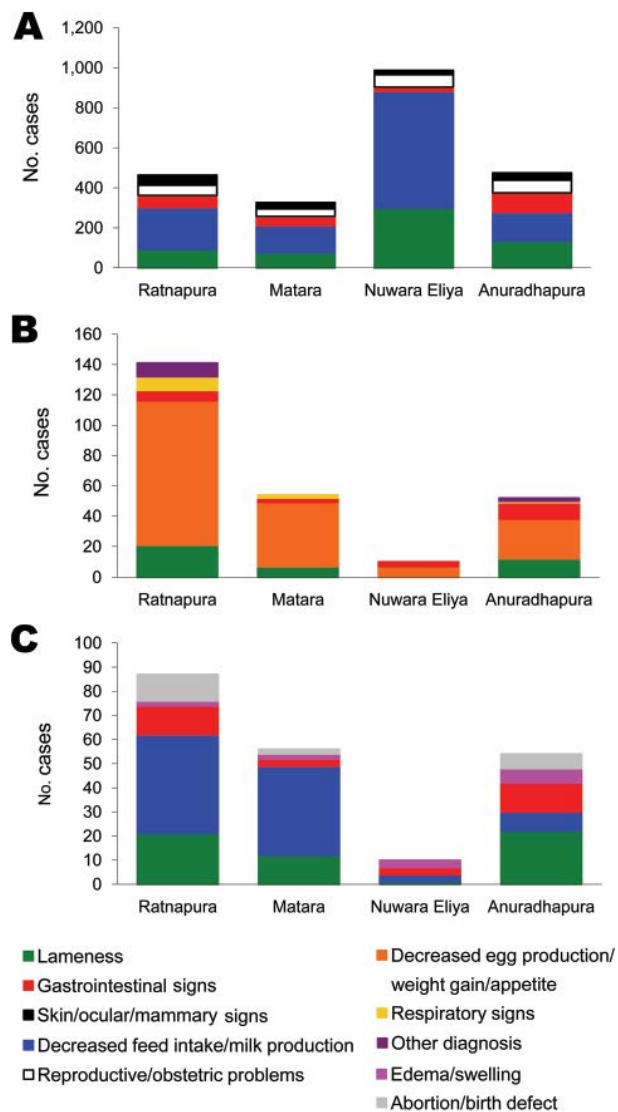 A
No. cases
1,200
1,000
800
600
400
200
0
Ratnapura Matara Nuwara Eliya Anuradhapura
B
No. cases
160
140
120
100
80
60
40
20
0
Ratnapura Matara Nuwara Eliya Anuradhapura
C
No. cases
100
90
80
70
60
50
40
30
20
10
0
Ratnapura Matara Nuwara Eliya Anuradhapura
Lameness
Gastrointestinal signs
Skin/ocular/mammary signs
Decreased feed intake/milk production
Reproductive/obstetric problems
Decreased egg production/
weight gain/appetite
Respiratory signs
Other diagnosis
Edema/swelling
Abortion/birth defect